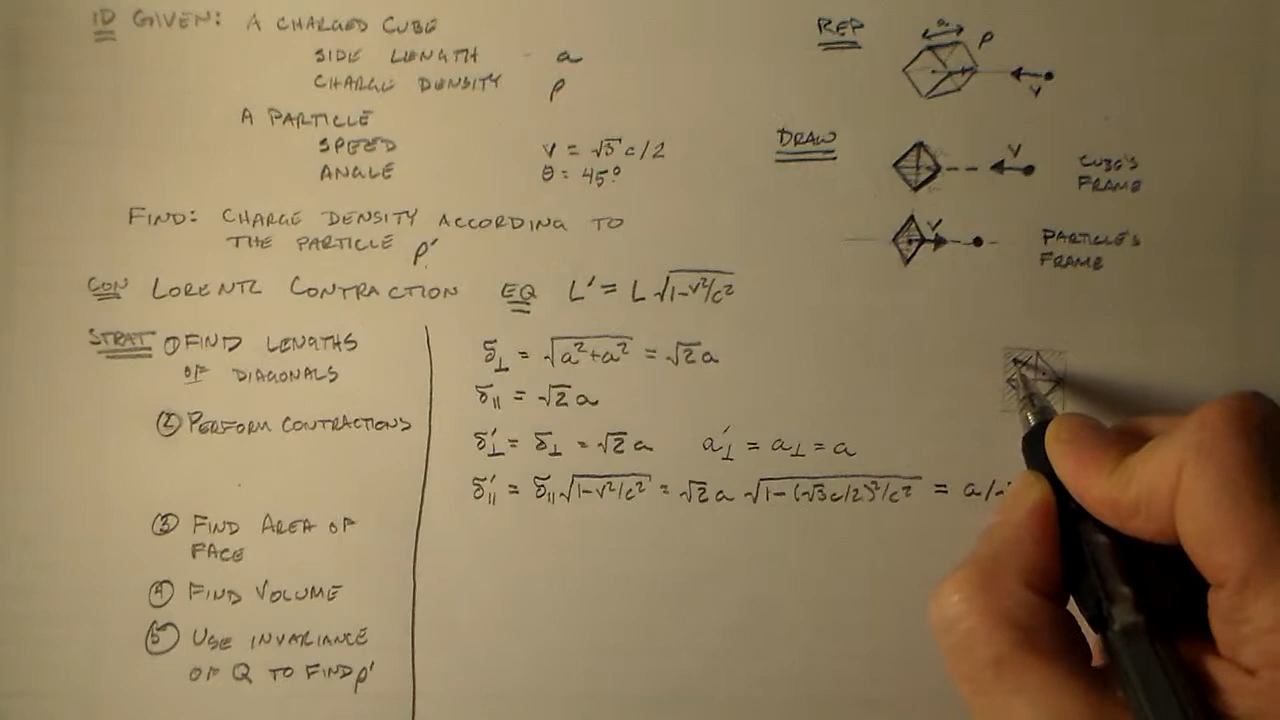 ID GIVEN: A CHARGED CUBE
SIDE LENGTH - a
CHARGE DENSITY ρ
A PARTICLE
SPEED v = √3 c/2
ANGLE θ = 45°
FIND: CHARGE DENSITY ACCORDING TO
THE PARTICLE ρ'
CON LORENTZ CONTRACTION EQ L' = L √1-v²/c²
STRAT ① FIND LENGTHS
OF DIAGONALS
② PERFORM CONTRACTIONS
③ FIND AREA OF
FACE
④ FIND VOLUME
⑤ USE INVARIANCE
OF Q TO FIND ρ'
δ⊥ = √a²+a² = √2 a
δ∥ = √2 a
δ'⊥ = δ⊥ = √2 a a'⊥ = a⊥ = a
δ'∥ = δ∥ √1-v²/c² = √2 a √1-(√3c/2)²/c² = a/
REP
a
ρ
v
DRAW
v
CUBE'S
FRAME
v
PARTICLE'S
FRAME